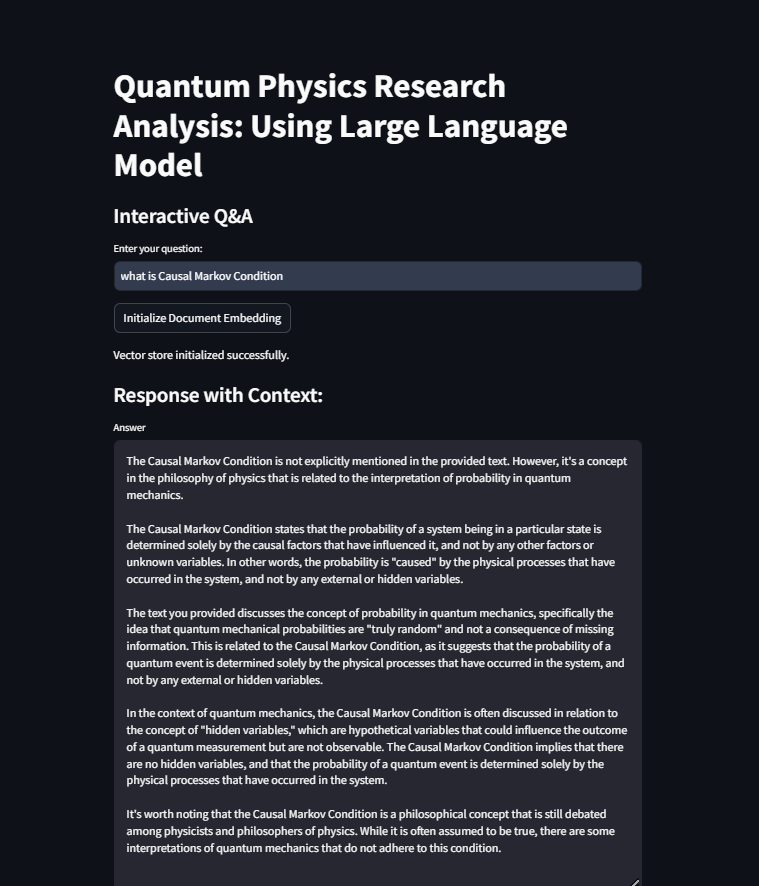 Quantum Physics Research
Analysis: Using Large Language
Model
Interactive Q&A
Enter your question:
what is Causal Markov Condition
Initialize Document Embedding
Vector store initialized successfully.
Response with Context:
Answer
The Causal Markov Condition is not explicitly mentioned in the provided text. However, it's a concept
in the philosophy of physics that is related to the interpretation of probability in quantum
mechanics.
The Causal Markov Condition states that the probability of a system being in a particular state is
determined solely by the causal factors that have influenced it, and not by any other factors or
unknown variables. In other words, the probability is "caused" by the physical processes that have
occurred in the system, and not by any external or hidden variables.
The text you provided discusses the concept of probability in quantum mechanics, specifically the
idea that quantum mechanical probabilities are "truly random" and not a consequence of missing
information. This is related to the Causal Markov Condition, as it suggests that the probability of a
quantum event is determined solely by the physical processes that have occurred in the system, and
not by any external or hidden variables.
In the context of quantum mechanics, the Causal Markov Condition is often discussed in relation to
the concept of "hidden variables," which are hypothetical variables that could influence the outcome
of a quantum measurement but are not observable. The Causal Markov Condition implies that there
are no hidden variables, and that the probability of a quantum event is determined solely by the
physical processes that have occurred in the system.
It's worth noting that the Causal Markov Condition is a philosophical concept that is still debated
among physicists and philosophers of physics. While it is often assumed to be true, there are some
interpretations of quantum mechanics that do not adhere to this condition.